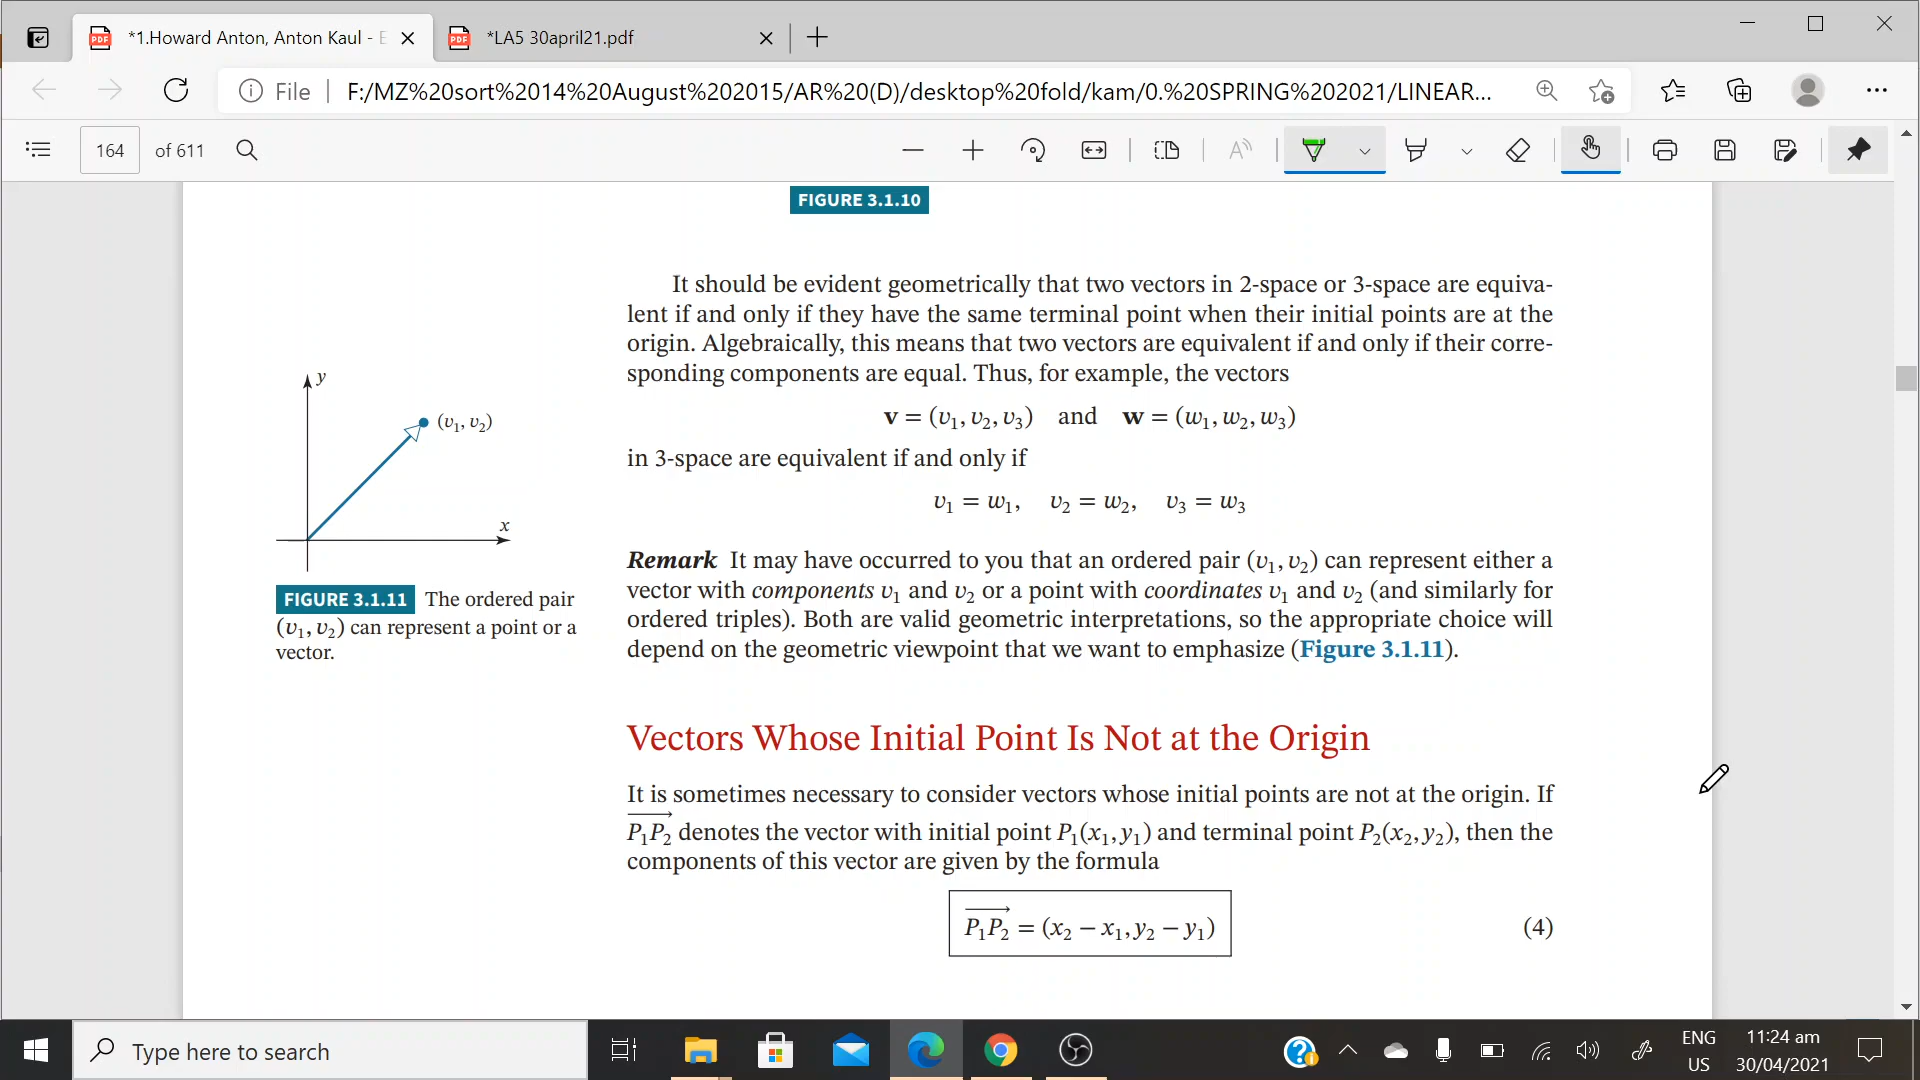 *1.Howard Anton, Anton Kaul - E
*LA5 30april21.pdf
File
F:/MZ%20sort%2014%20August%202015/AR%20(D)/desktop%20fold/kam/0.%20SPRING%202021/LINEAR...
164 of 611
FIGURE 3.1.10
It should be evident geometrically that two vectors in 2-space or 3-space are equiva-
lent if and only if they have the same terminal point when their initial points are at the
origin. Algebraically, this means that two vectors are equivalent if and only if their corre-
sponding components are equal. Thus, for example, the vectors
v = (v₁, v₂, v₃) and w = (w₁, w₂, w₃)
in 3-space are equivalent if and only if
v₁ = w₁, v₂ = w₂, v₃ = w₃
y
(v₁, v₂)
x
FIGURE 3.1.11 The ordered pair
(v₁, v₂) can represent a point or a
vector.
Remark It may have occurred to you that an ordered pair (v₁, v₂) can represent either a
vector with components v₁ and v₂ or a point with coordinates v₁ and v₂ (and similarly for
ordered triples). Both are valid geometric interpretations, so the appropriate choice will
depend on the geometric viewpoint that we want to emphasize (Figure 3.1.11).
Vectors Whose Initial Point Is Not at the Origin
It is sometimes necessary to consider vectors whose initial points are not at the origin. If
P₁P₂ denotes the vector with initial point P₁(x₁, y₁) and terminal point P₂(x₂, y₂), then the
components of this vector are given by the formula
P₁P₂ = (x₂ − x₁, y₂ − y₁) (4)
Type here to search
ENG
US
11:24 am
30/04/2021